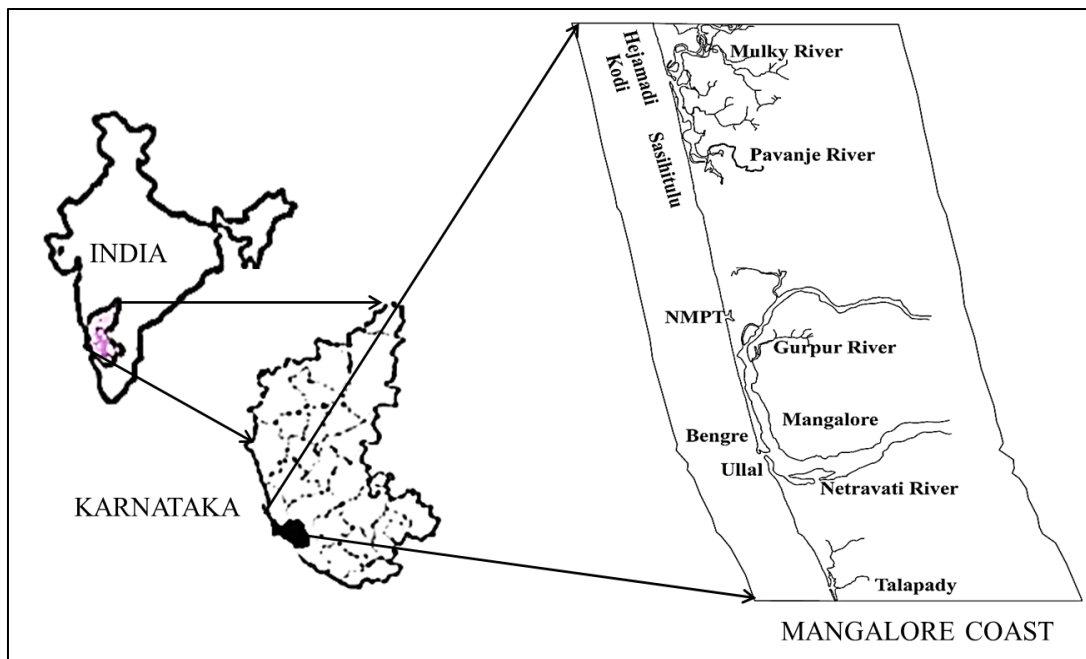 INDIA
KARNATAKA
Mulky River
Hejamadi
Kodi
Sasihitulu
Pavanje River
NMPT
Gurpur River
Mangalore
Bengre
Ullal
Netravati River
Talapady
MANGALORE COAST